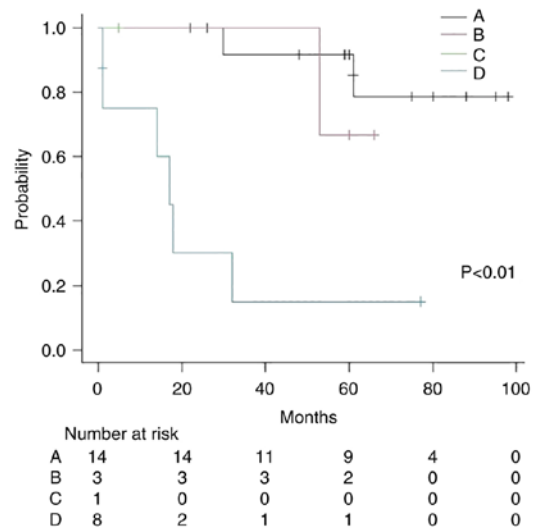 1.0
0.8
0.6
0.4
0.2
0.0
Probability
A
B
C
D
P<0.01
0 20 40 60 80 100
Months
Number at risk
A 14 14 11 9 4 0
B 3 3 3 2 0 0
C 1 0 0 0 0 0
D 8 2 1 1 0 0